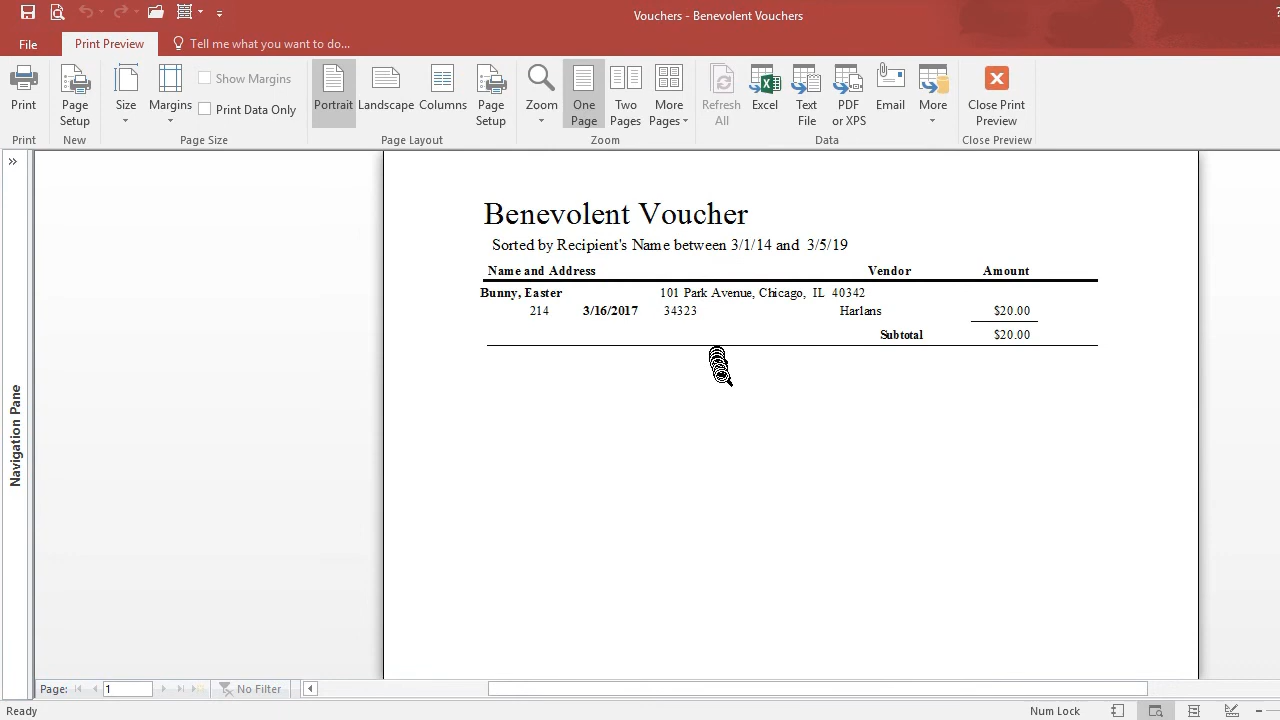 Vouchers - Benevolent Vouchers
File
Print Preview
Tell me what you want to do...
Print
Page Setup
Size
Margins
Show Margins
Print Data Only
Portrait
Landscape
Columns
Page Setup
Zoom
One Page
Two Pages
More Pages
Refresh All
Excel
Text File
PDF or XPS
Email
More
Close Print Preview
Print
New
Page Size
Page Layout
Zoom
Data
Close Preview
Navigation Pane
Benevolent Voucher
Sorted by Recipient's Name between 3/1/14 and 3/5/19
Name and Address Vendor Amount
Bunny, Easter 101 Park Avenue, Chicago, IL 40342
214 3/16/2017 34323 Harlans $20.00
Subtotal $20.00
Page: 1 No Filter
Ready
Num Lock